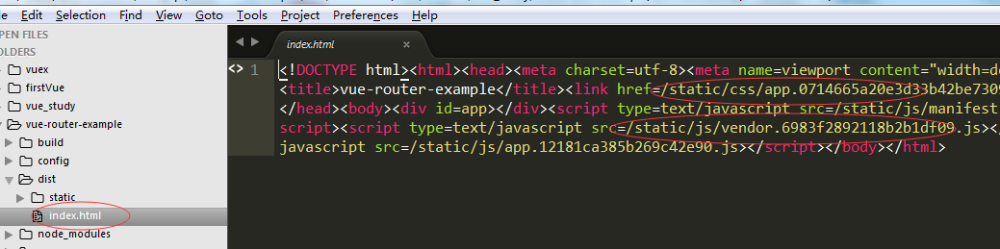 le Edit Selection Find View Goto Tools Project Preferences Help
PEN FILES
OLDERS
vuex
firstVue
vue_study
vue-router-example
build
config
dist
static
index.html
node_modules
index.html ×
<> 1 <!DOCTYPE html><html><head><meta charset=utf-8><meta name=viewport content="width=de
<title>vue-router-example</title><link href=/static/css/app.0714665a20e3d33b42be7309
</head><body><div id=app></div><script type=text/javascript src=/static/js/manifest
script><script type=text/javascript src=/static/js/vendor.6983f2892118b2b1df09.js><
javascript src=/static/js/app.12181ca385b269c42e90.js></script></body></html>